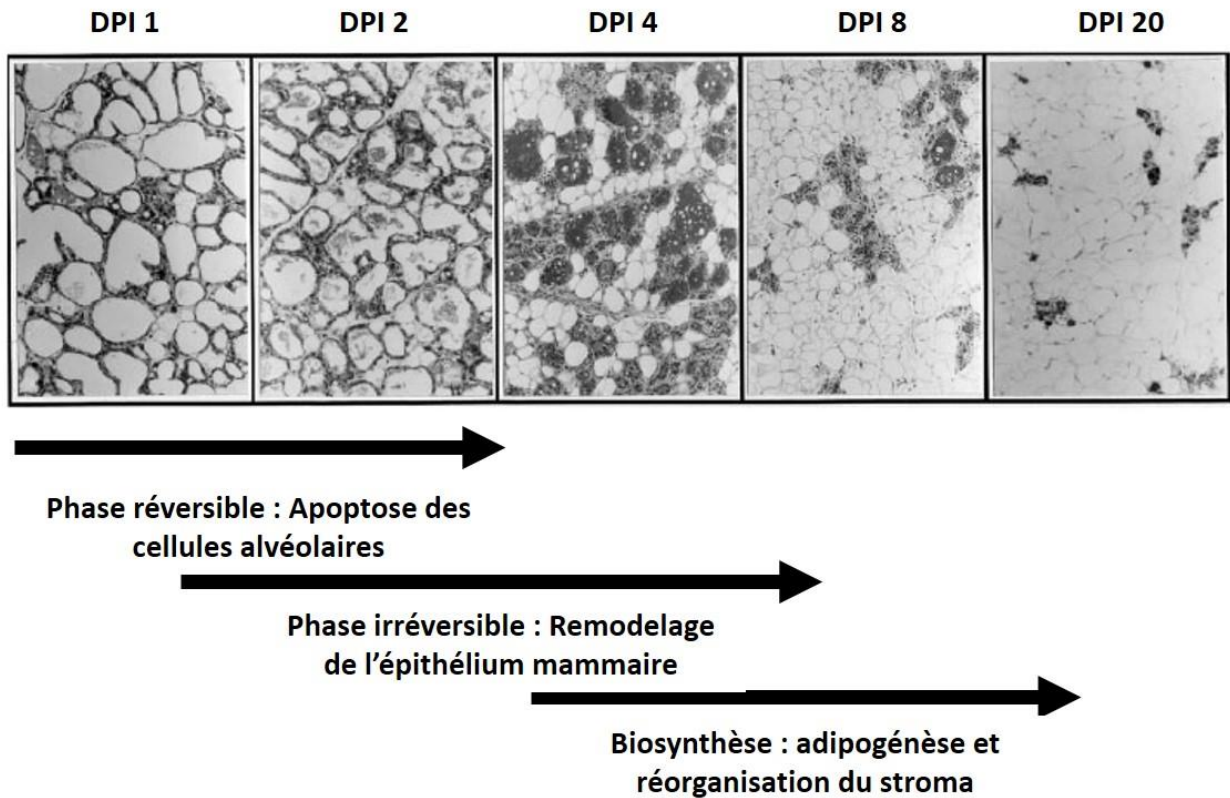 DPI 1
DPI 2
DPI 4
DPI 8
DPI 20
Phase réversible : Apoptose des
cellules alvéolaires
Phase irréversible : Remodelage
de l’épithélium mammaire
Biosynthèse : adipogénèse et
réorganisation du stroma